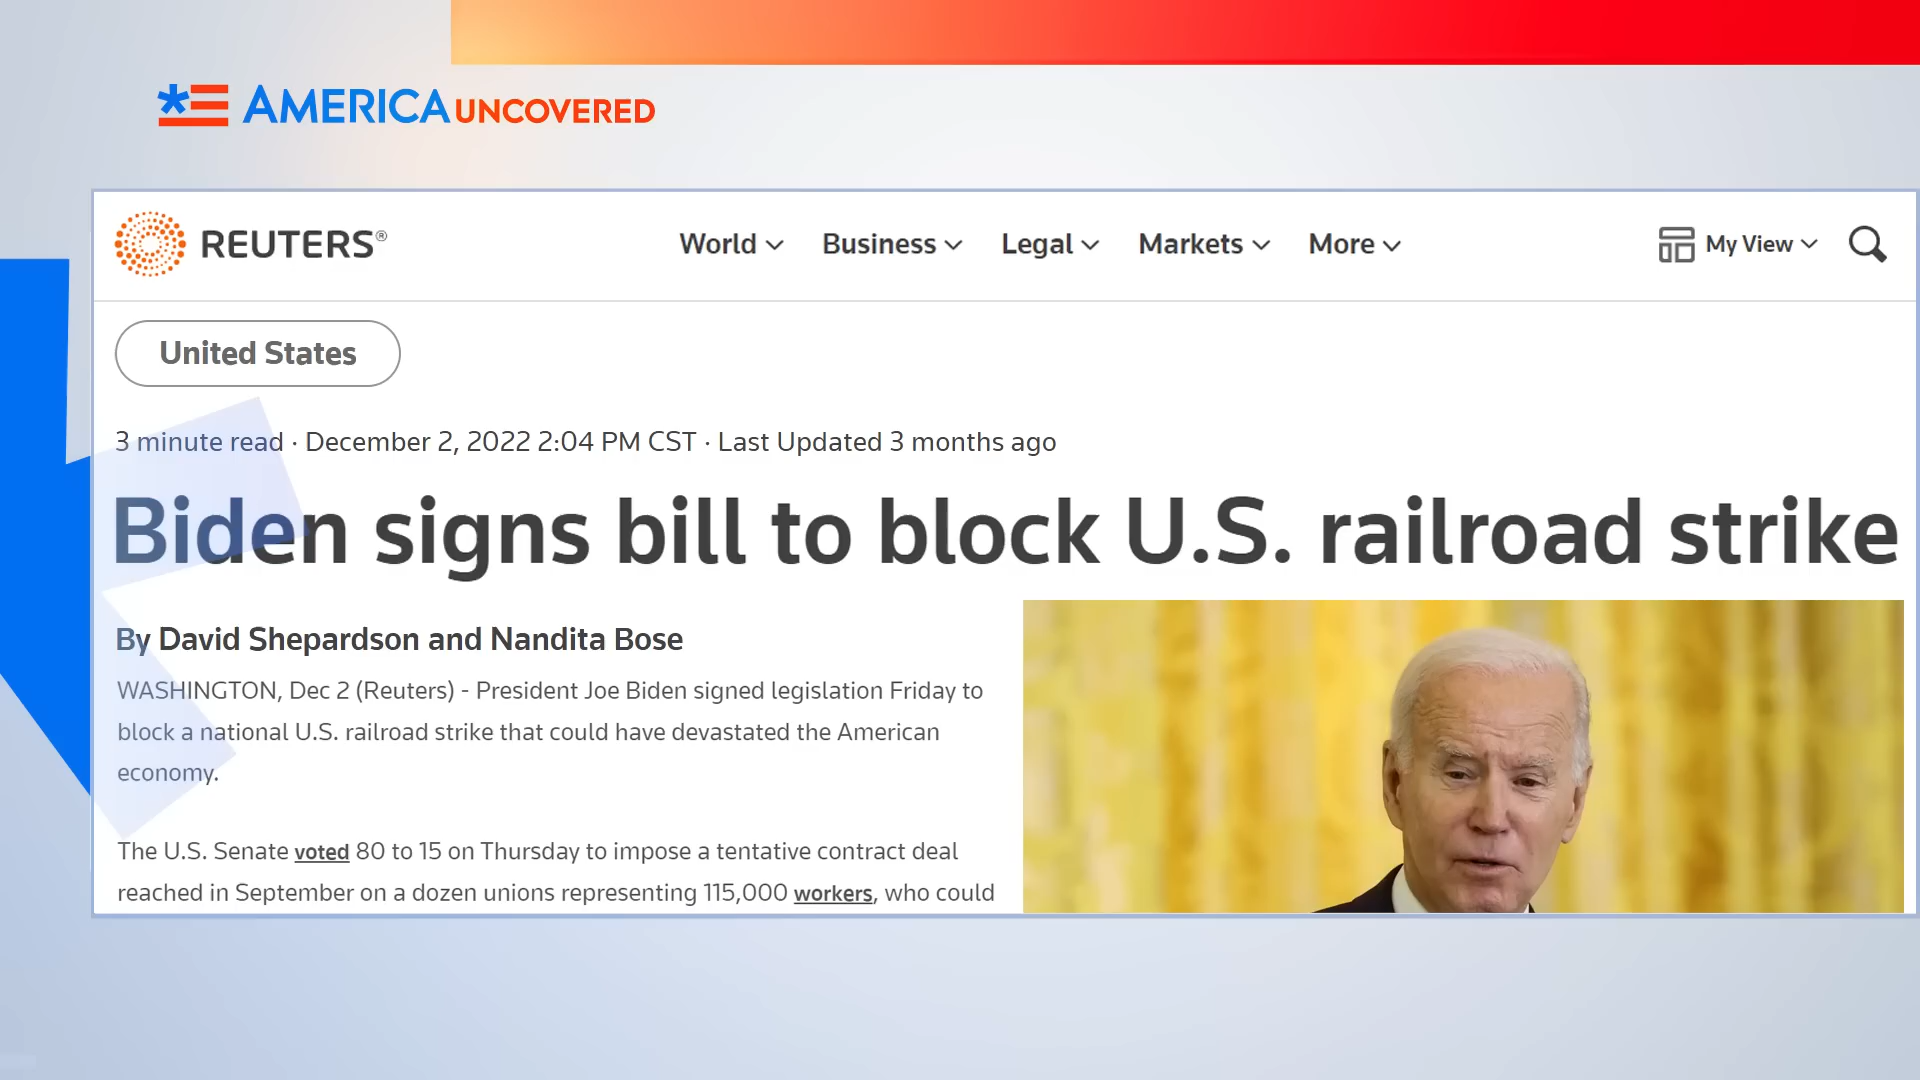 AMERICA UNCOVERED
REUTERS®
World Business Legal Markets More My View
United States
3 minute read · December 2, 2022 2:04 PM CST · Last Updated 3 months ago
Biden signs bill to block U.S. railroad strike
By David Shepardson and Nandita Bose
WASHINGTON, Dec 2 (Reuters) - President Joe Biden signed legislation Friday to
block a national U.S. railroad strike that could have devastated the American
economy.
The U.S. Senate voted 80 to 15 on Thursday to impose a tentative contract deal
reached in September on a dozen unions representing 115,000 workers, who could